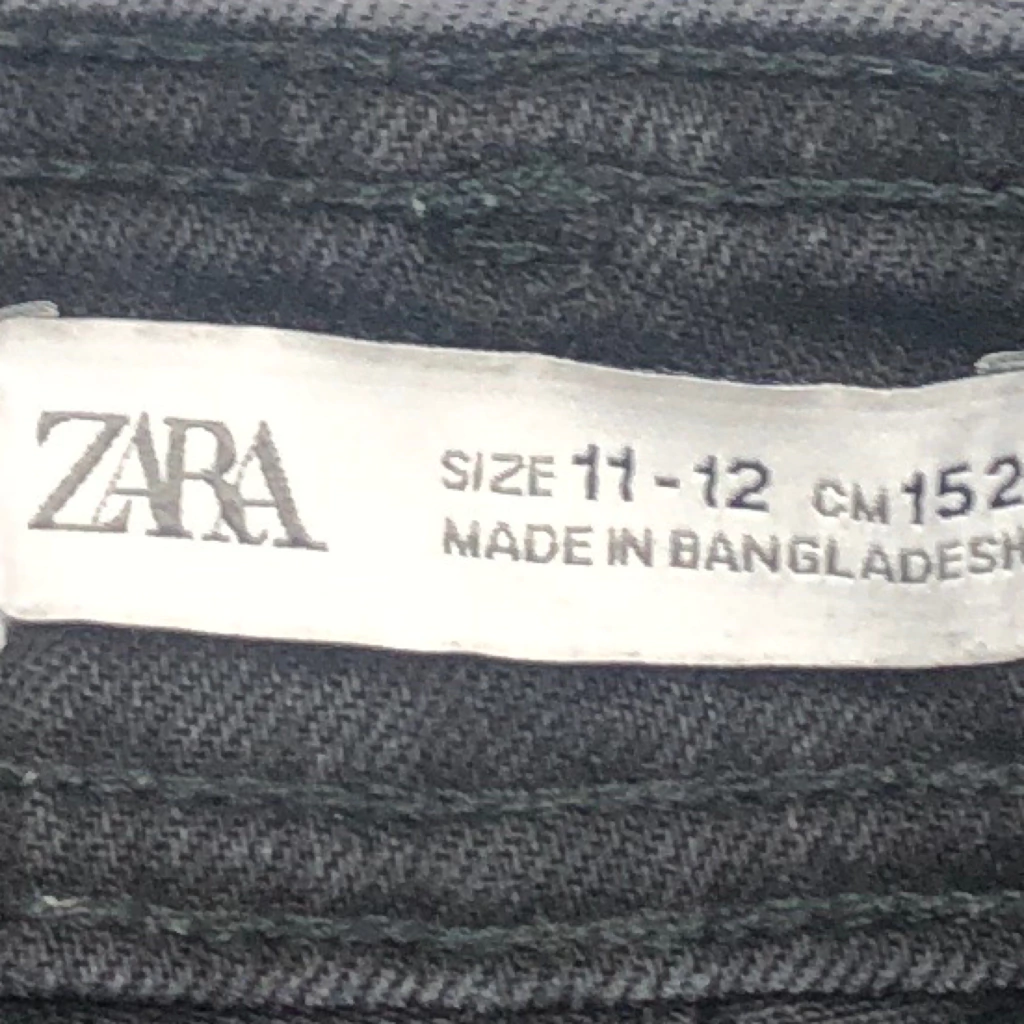 ZARA
SIZE 11-12 CM 152
MADE IN BANGLADESH